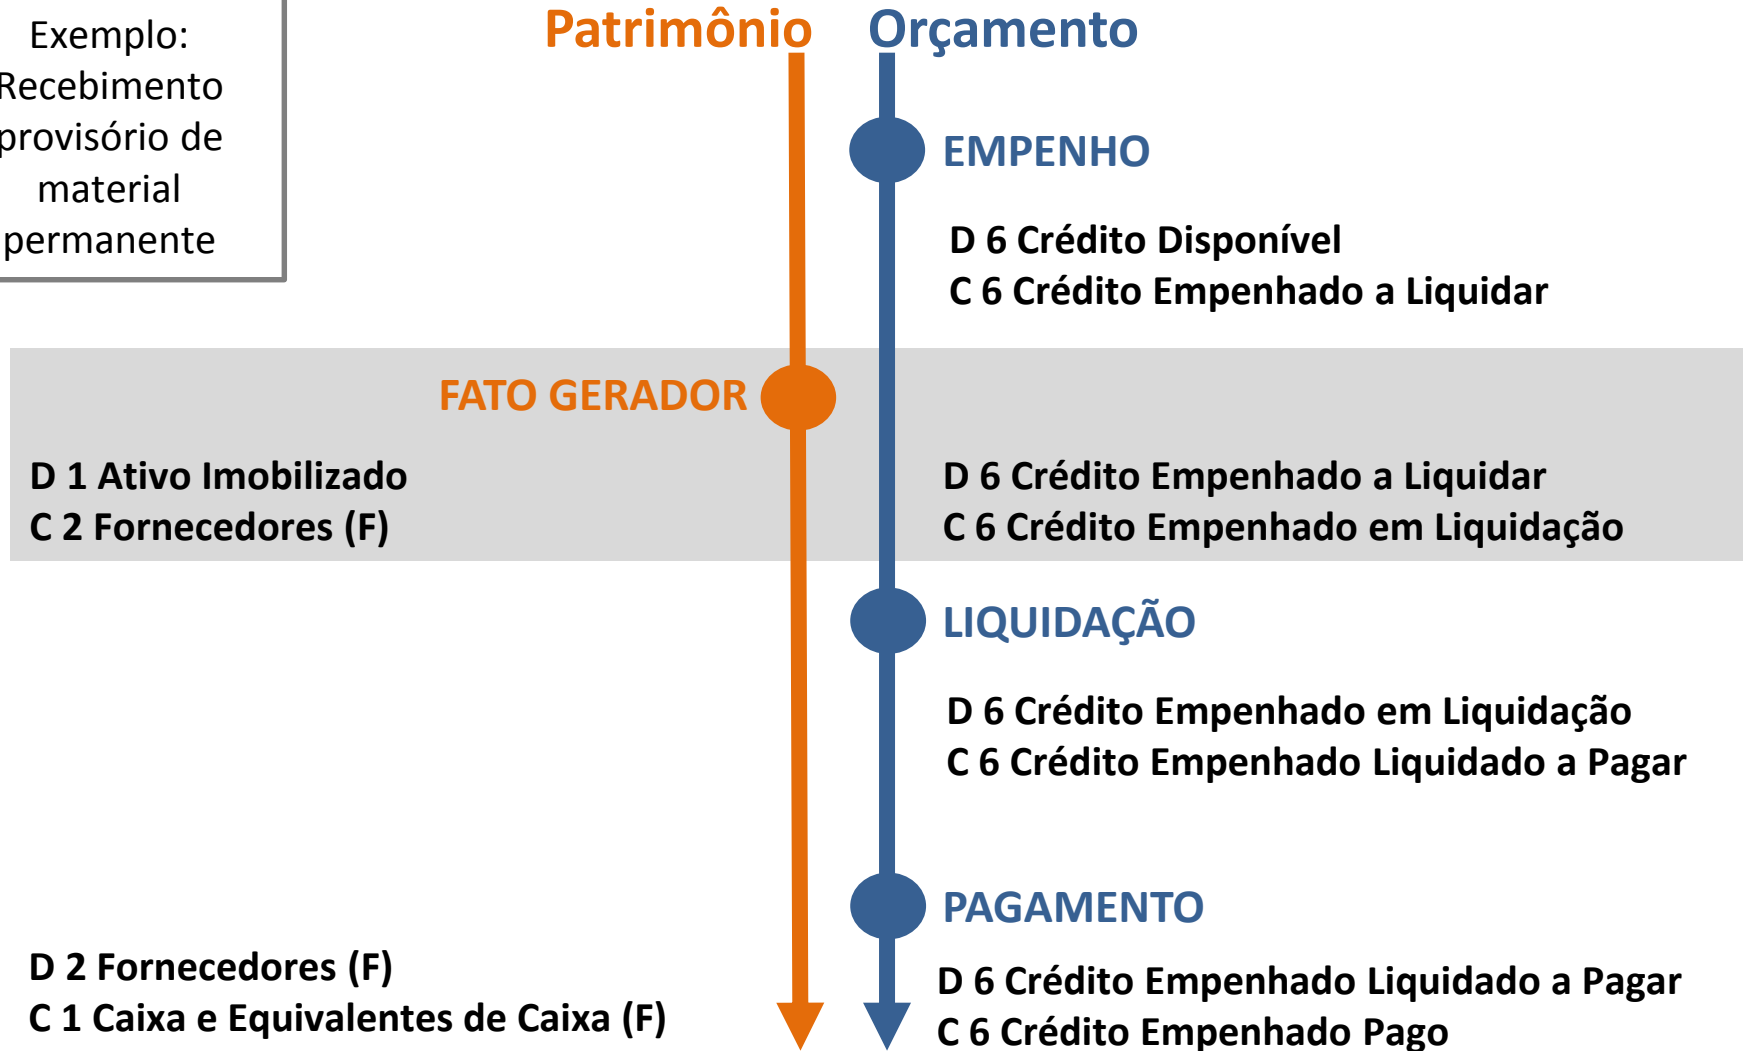 Exemplo:
Recebimento
provisório de
material
permanente
Patrimônio
Orçamento
EMPENHO
D 6 Crédito Disponível
C 6 Crédito Empenhado a Liquidar
FATO GERADOR
D 1 Ativo Imobilizado
C 2 Fornecedores (F)
D 6 Crédito Empenhado a Liquidar
C 6 Crédito Empenhado em Liquidação
LIQUIDAÇÃO
D 6 Crédito Empenhado em Liquidação
C 6 Crédito Empenhado Liquidado a Pagar
PAGAMENTO
D 2 Fornecedores (F)
C 1 Caixa e Equivalentes de Caixa (F)
D 6 Crédito Empenhado Liquidado a Pagar
C 6 Crédito Empenhado Pago